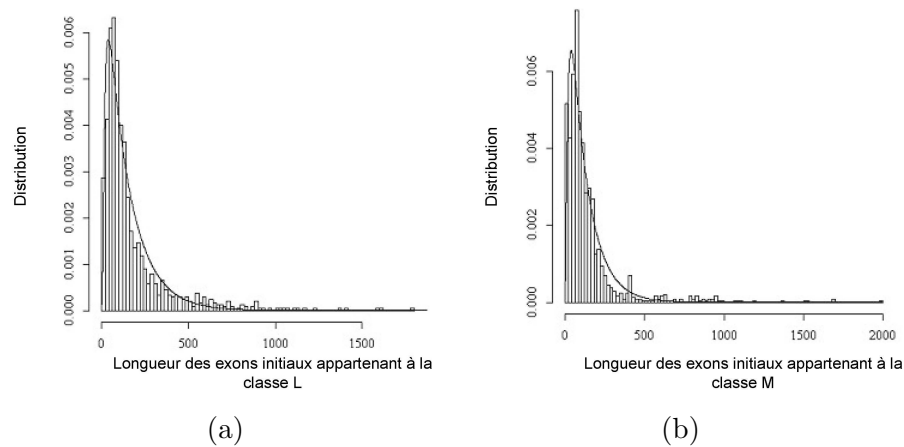 0.006
0.005
0.004
0.003
0.002
0.001
0.000
Distribution
0
500
1000
1500
Longueur des exons initiaux appartenant à la
classe L
(a)
0.006
0.004
0.002
0.000
Distribution
0
500
1000
1500
2000
Longueur des exons initiaux appartenant à la
classe M
(b)